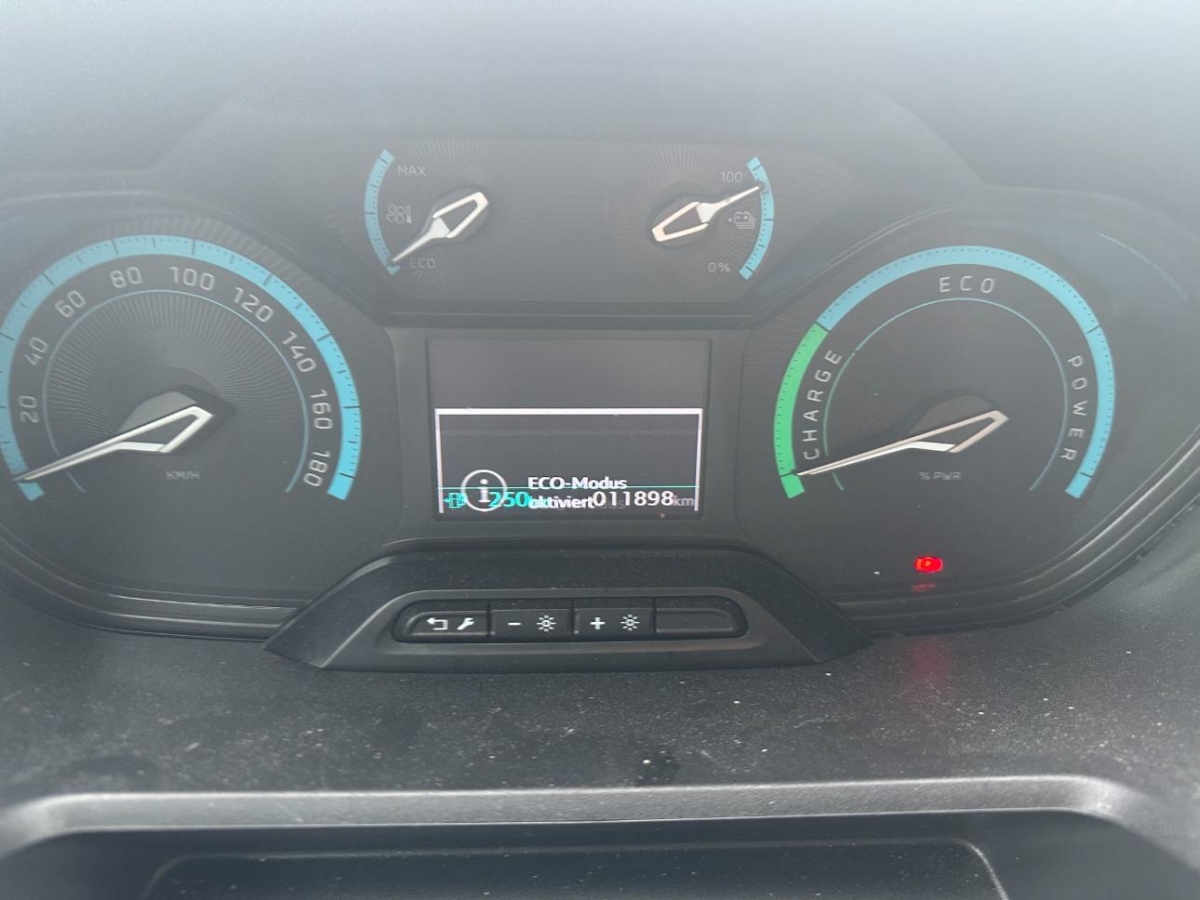 MAX
ECO
100
0%
20
40
60
80
100
120
140
160
180
KM/H
ECO-Modus
aktiviert
250
011898 km
CHARGE
ECO
POWER
% PWR